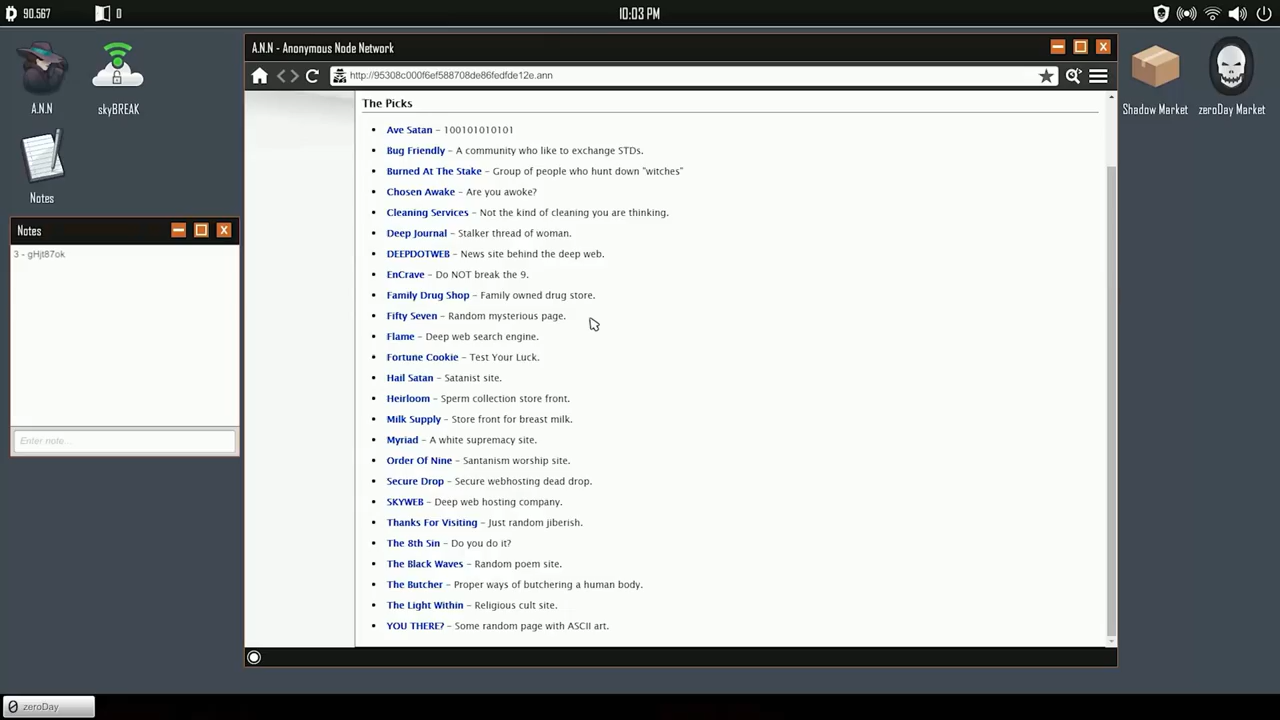 90.567
0
10:03 PM
A.N.N
skyBREAK
Notes
Shadow Market
zeroDay Market
A.N.N - Anonymous Node Network
http://95308c000f6ef588708de86fedfde12e.ann
Notes
3 - gHjt87ok
Enter note...
The Picks
Ave Satan – 100101010101
Bug Friendly – A community who like to exchange STDs.
Burned At The Stake – Group of people who hunt down "witches"
Chosen Awake – Are you awoke?
Cleaning Services – Not the kind of cleaning you are thinking.
Deep Journal – Stalker thread of woman.
DEEPDOTWEB – News site behind the deep web.
EnCrave – Do NOT break the 9.
Family Drug Shop – Family owned drug store.
Fifty Seven – Random mysterious page.
Flame – Deep web search engine.
Fortune Cookie – Test Your Luck.
Hail Satan – Satanist site.
Heirloom – Sperm collection store front.
Milk Supply – Store front for breast milk.
Myriad – A white supremacy site.
Order Of Nine – Santanism worship site.
Secure Drop – Secure webhosting dead drop.
SKYWEB – Deep web hosting company.
Thanks For Visiting – Just random jiberish.
The 8th Sin – Do you do it?
The Black Waves – Random poem site.
The Butcher – Proper ways of butchering a human body.
The Light Within – Religious cult site.
YOU THERE? – Some random page with ASCII art.
zeroDay